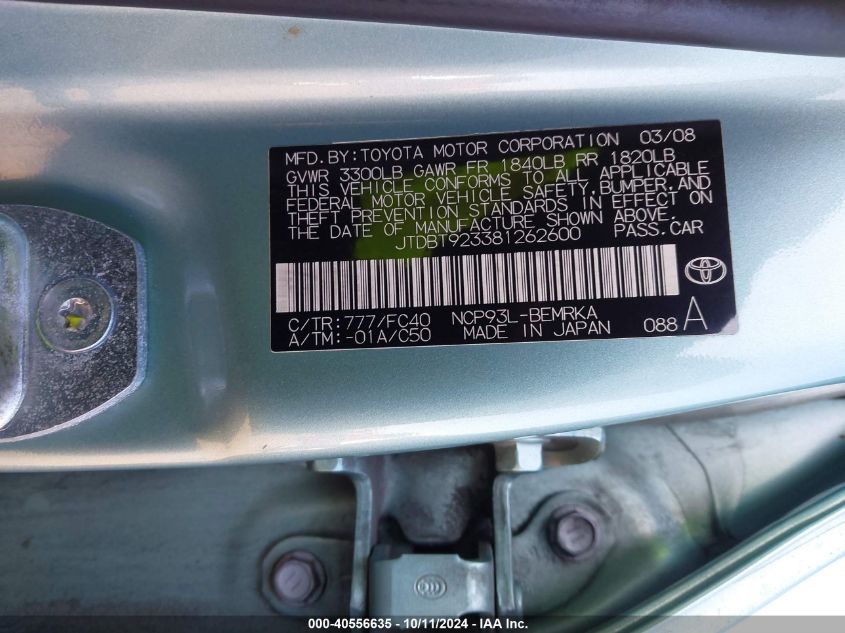 MFD.BY:TOYOTA MOTOR CORPORATION 03/08
GVWR 3300LB GAWR FR 1840LB RR 1820LB
THIS VEHICLE CONFORMS TO ALL APPLICABLE
FEDERAL MOTOR VEHICLE SAFETY,BUMPER,AND
THEFT PREVENTION STANDARDS IN EFFECT ON
THE DATE OF MANUFACTURE SHOWN ABOVE.
JTDBT923381262600 PASS.CAR
C/TR:777/FC40 NCP93L-BEMRKA
A/TM:-01A/C50 MADE IN JAPAN 088 A
000-40556635 - 10/11/2024 - IAA Inc.